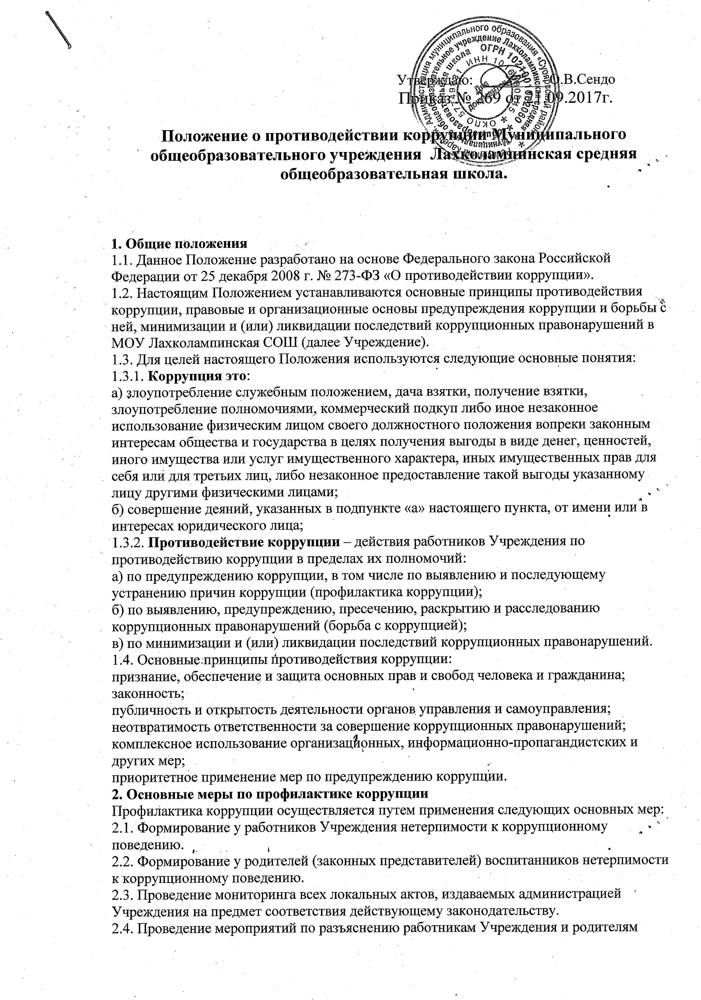 Утверждаю: О.В.Сендо
Приказ № 269 от 21.09.2017г.
Положение о противодействии коррупции Муниципального
общеобразовательного учреждения Лахколампинская средняя
общеобразовательная школа.
1. Общие положения
1.1. Данное Положение разработано на основе Федерального закона Российской
Федерации от 25 декабря 2008 г. № 273-ФЗ «О противодействии коррупции».
1.2. Настоящим Положением устанавливаются основные принципы противодействия
коррупции, правовые и организационные основы предупреждения коррупции и борьбы с
ней, минимизации и (или) ликвидации последствий коррупционных правонарушений в
МОУ Лахколампинская СОШ (далее Учреждение).
1.3. Для целей настоящего Положения используются следующие основные понятия:
1.3.1. Коррупция это:
а) злоупотребление служебным положением, дача взятки, получение взятки,
злоупотребление полномочиями, коммерческий подкуп либо иное незаконное
использование физическим лицом своего должностного положения вопреки законным
интересам общества и государства в целях получения выгоды в виде денег, ценностей,
иного имущества или услуг имущественного характера, иных имущественных прав для
себя или для третьих лиц, либо незаконное предоставление такой выгоды указанному
лицу другими физическими лицами;
б) совершение деяний, указанных в подпункте «а» настоящего пункта, от имени или в
интересах юридического лица;
1.3.2. Противодействие коррупции – действия работников Учреждения по
противодействию коррупции в пределах их полномочий:
а) по предупреждению коррупции, в том числе по выявлению и последующему
устранению причин коррупции (профилактика коррупции);
б) по выявлению, предупреждению, пресечению, раскрытию и расследованию
коррупционных правонарушений (борьба с коррупцией);
в) по минимизации и (или) ликвидации последствий коррупционных правонарушений.
1.4. Основные принципы противодействия коррупции:
признание, обеспечение и защита основных прав и свобод человека и гражданина;
законность;
публичность и открытость деятельности органов управления и самоуправления;
неотвратимость ответственности за совершение коррупционных правонарушений;
комплексное использование организационных, информационно-пропагандистских и
других мер;
приоритетное применение мер по предупреждению коррупции.
2. Основные меры по профилактике коррупции
Профилактика коррупции осуществляется путем применения следующих основных мер:
2.1. Формирование у работников Учреждения нетерпимости к коррупционному
поведению.
2.2. Формирование у родителей (законных представителей) воспитанников нетерпимости
к коррупционному поведению.
2.3. Проведение мониторинга всех локальных актов, издаваемых администрацией
Учреждения на предмет соответствия действующему законодательству.
2.4. Проведение мероприятий по разъяснению работникам Учреждения и родителям